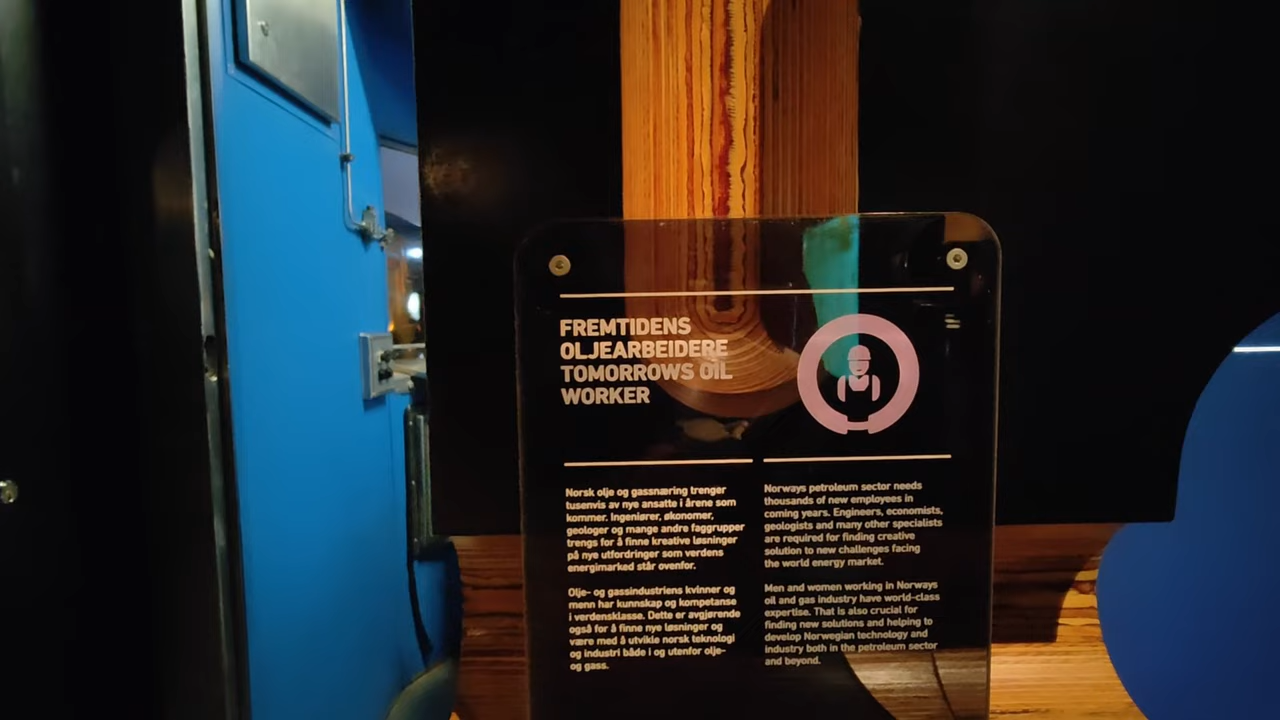 FREMTIDENS
OLJEARBEIDERE
TOMORROWS OIL
WORKER
Norsk olje og gassnæring trenger
tusenvis av nye ansatte i årene som
kommer. Ingeniører, økonomer,
geologer og mange andre faggrupper
trengs for å finne kreative løsninger
på nye utfordringer som verdens
energimarked står ovenfor.
Olje- og gassindustriens kvinner og
menn har kunnskap og kompetanse
i verdensklasse. Dette er avgjørende
også for å finne nye løsninger og
være med å utvikle norsk teknologi
og industri både i og utenfor olje-
og gass.
Norways petroleum sector needs
thousands of new employees in
coming years. Engineers, economists,
geologists and many other specialists
are required for finding creative
solution to new challenges facing
the world energy market.
Men and women working in Norways
oil and gas industry have world-class
expertise. That is also crucial for
finding new solutions and helping to
develop Norwegian technology and
industry both in the petroleum sector
and beyond.